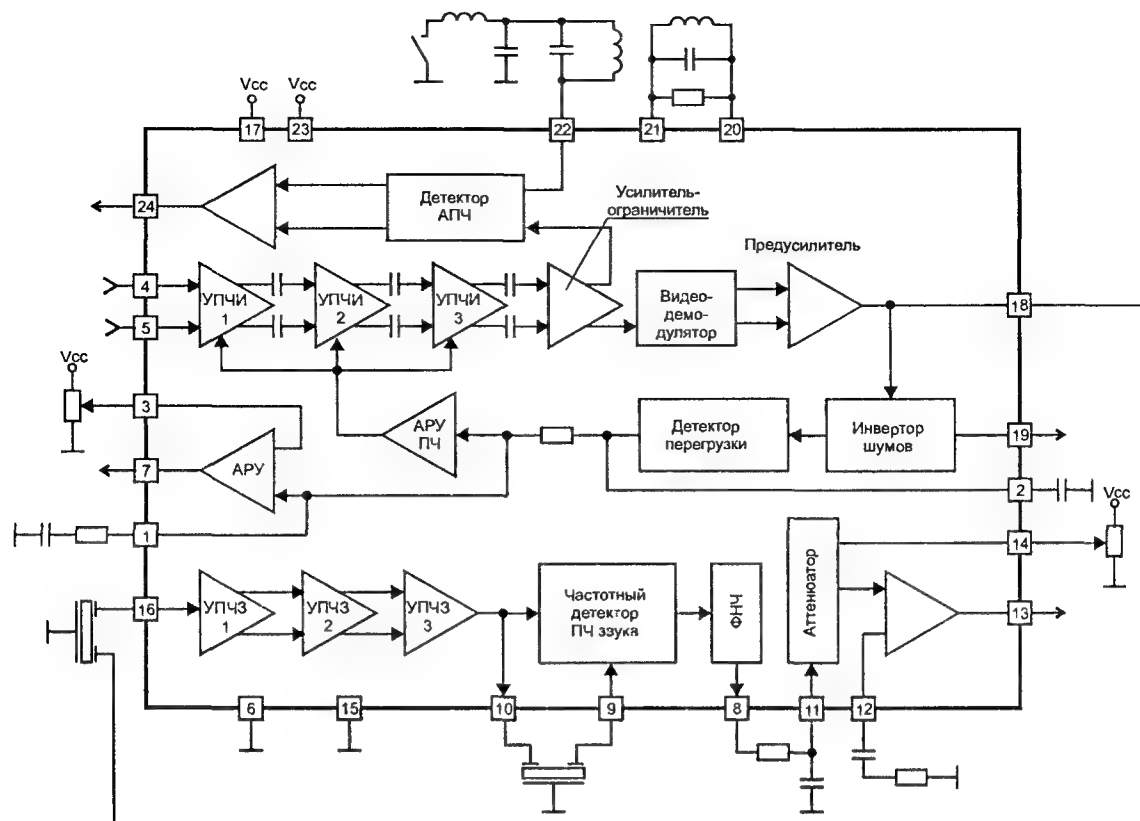 Vcc
Vcc
17
23
22
21
20
24
Детектор
АПЧ
Усилитель-
ограничитель
Предусилитель
4
5
УПЧИ
1
УПЧИ
2
УПЧИ
3
Видео-
демо-
дулятор
18
Vcc
3
7
АРУ
АРУ
ПЧ
Детектор
перегрузки
Инвертор
шумов
19
2
Vcc
1
14
16
УПЧЗ
1
УПЧЗ
2
УПЧЗ
3
Частотный
детектор
ПЧ ззука
ФНЧ
Аттенюатор
13
6
15
10
9
8
11
12